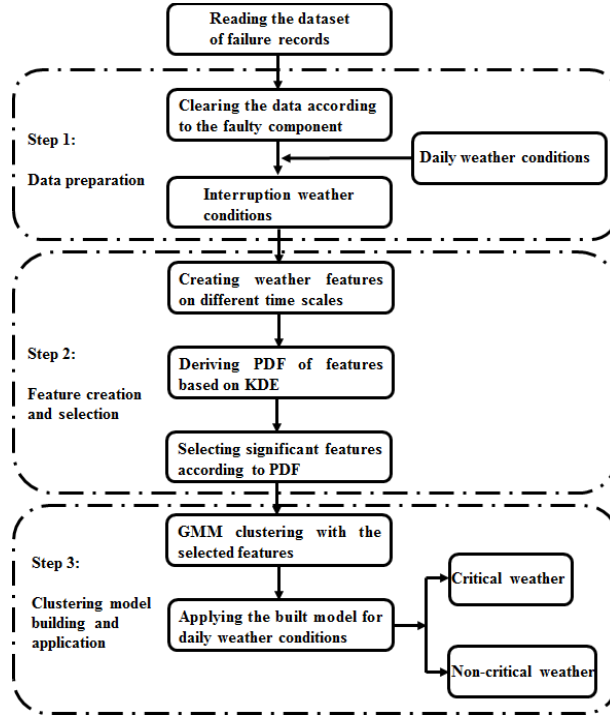 Reading the dataset
of failure records
Step 1:
Data preparation
Clearing the data according
to the faulty component
Daily weather conditions
Interruption weather
conditions
Step 2:
Feature creation
and selection
Creating weather features
on different time scales
Deriving PDF of features
based on KDE
Selecting significant features
according to PDF
Step 3:
Clustering model
building and
application
GMM clustering with the
selected features
Applying the built model for
daily weather conditions
Critical weather
Non-critical weather